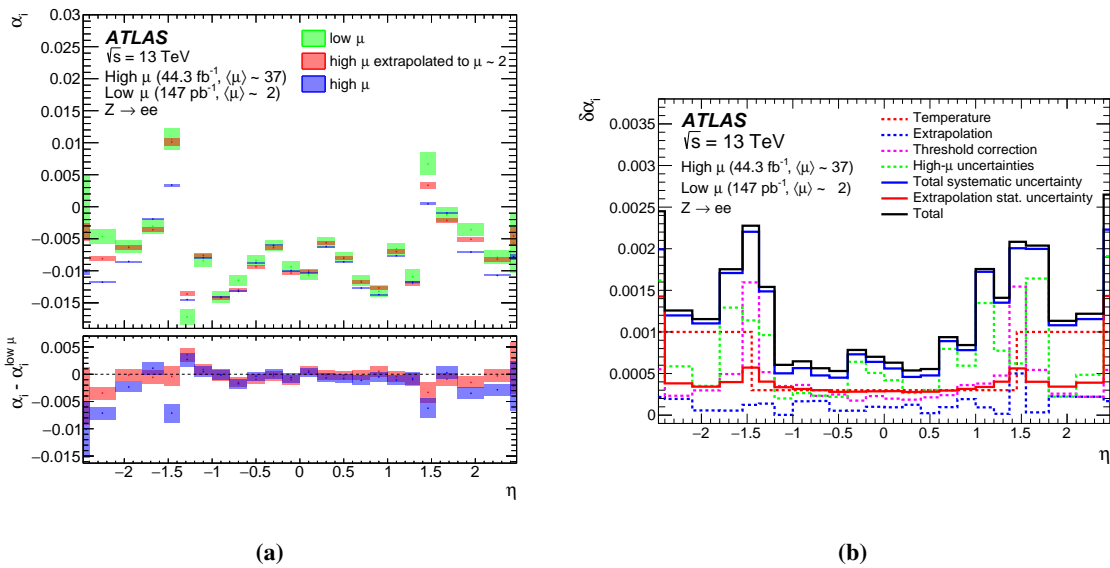 α_i
0.03
0.025
0.02
0.015
0.01
0.005
0
−0.005
−0.01
−0.015
ATLAS
√s = 13 TeV
High μ (44.3 fb⁻¹, ⟨μ⟩ ~ 37)
Low μ (147 pb⁻¹, ⟨μ⟩ ~ 2)
Z → ee
low μ
high μ extrapolated to μ ~ 2
high μ
α_i - α_i^{low μ}
0.005
0
−0.005
−0.01
−0.015
−2 −1.5 −1 −0.5 0 0.5 1 1.5 2
η
(a)
δα_i
0.0035
0.003
0.0025
0.002
0.0015
0.001
0.0005
0
ATLAS
√s = 13 TeV
High μ (44.3 fb⁻¹, ⟨μ⟩ ~ 37)
Low μ (147 pb⁻¹, ⟨μ⟩ ~ 2)
Z → ee
Temperature
Extrapolation
Threshold correction
High-μ uncertainties
Total systematic uncertainty
Extrapolation stat. uncertainty
Total
−2 −1.5 −1 −0.5 0 0.5 1 1.5 2
η
(b)